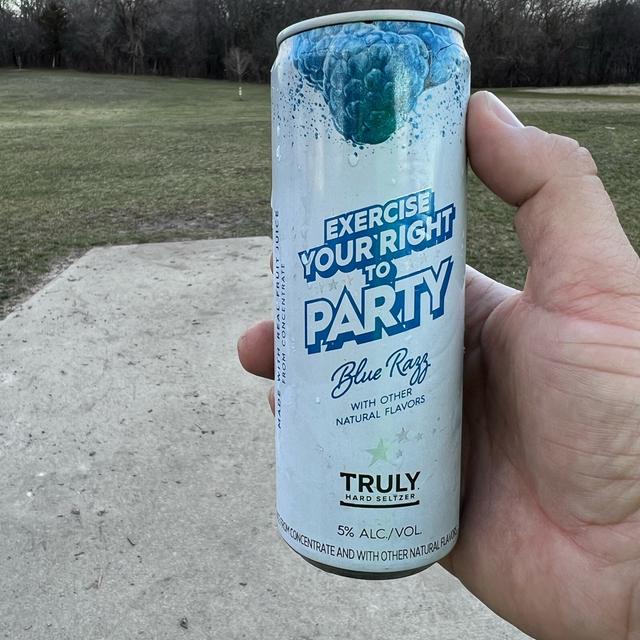 EXERCISE
YOUR RIGHT
TO
PARTY
Blue Razz
WITH OTHER
NATURAL FLAVORS
TRULY
HARD SELTZER
5% ALC./VOL.
FROM CONCENTRATE AND WITH OTHER NATURAL FLAVORS
MADE WITH REAL FRUIT JUICE
FROM CONCENTRATE